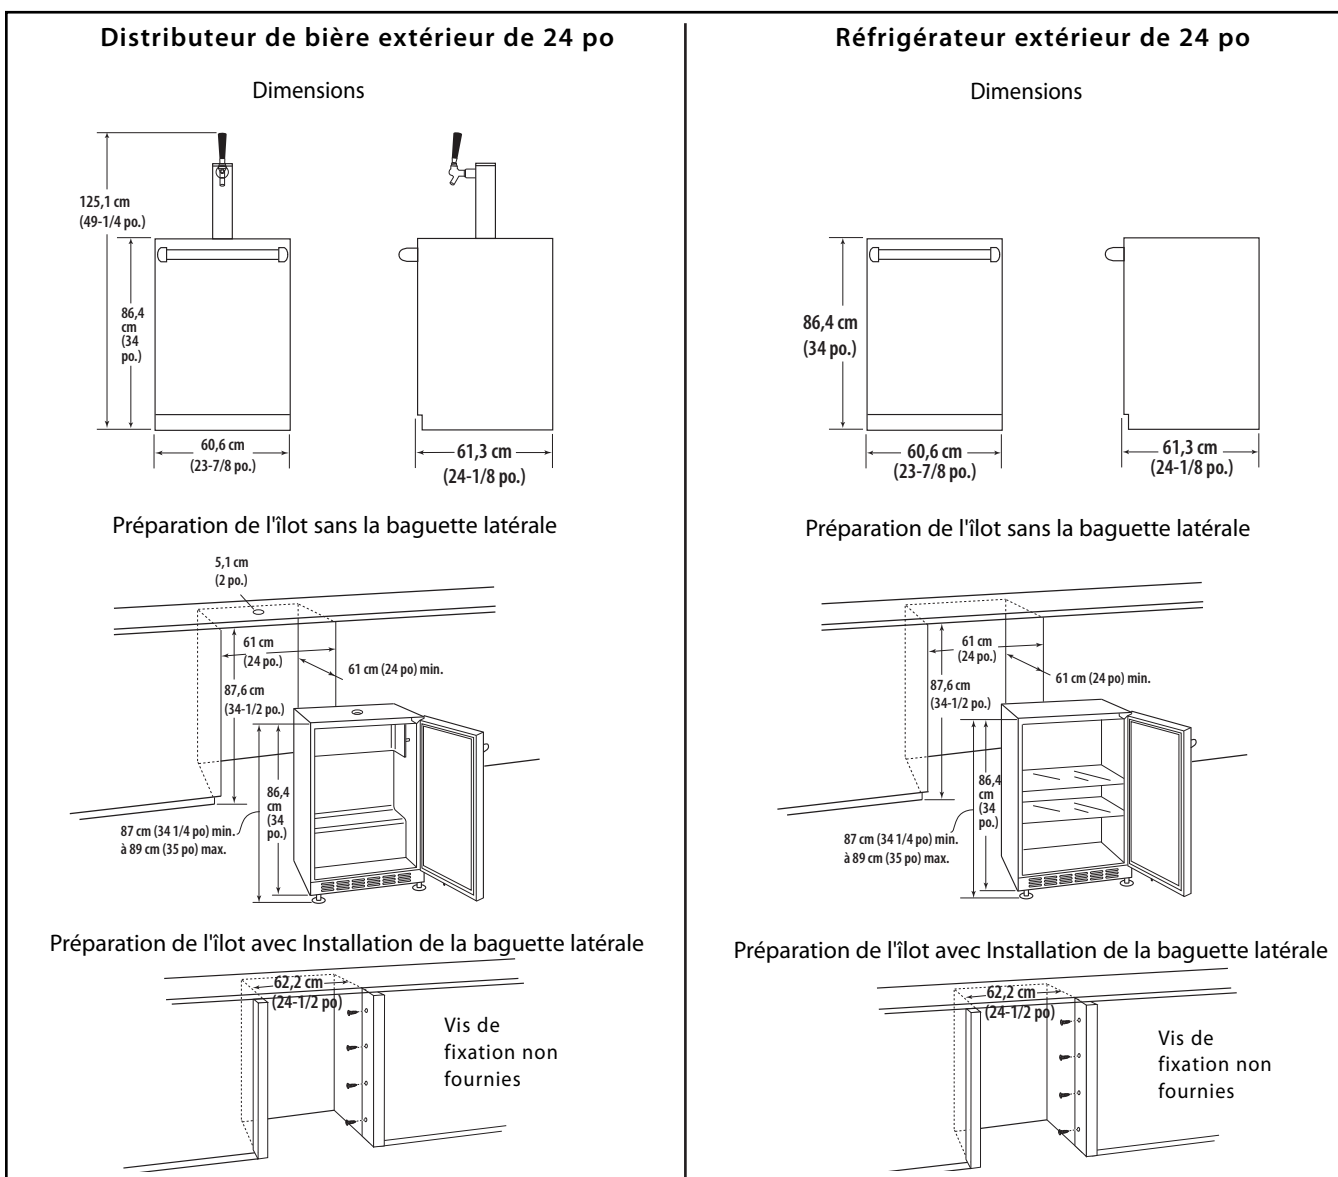 Distributeur de bière extérieur de 24 po
Dimensions
125,1 cm
(49-1/4 po.)
86,4
cm
(34
po.)
60,6 cm
(23-7/8 po.)
61,3 cm
(24-1/8 po.)
Préparation de l'îlot sans la baguette latérale
5,1 cm
(2 po.)
61 cm
(24 po.)
61 cm (24 po) min.
87,6 cm
(34-1/2 po.)
86,4
cm
(34
po.)
87 cm (34 1/4 po) min.
à 89 cm (35 po) max.
Préparation de l'îlot avec Installation de la baguette latérale
62,2 cm
(24-1/2 po)
Vis de
fixation non
fournies
Réfrigérateur extérieur de 24 po
Dimensions
86,4 cm
(34 po.)
60,6 cm
(23-7/8 po.)
61,3 cm
(24-1/8 po.)
Préparation de l'îlot sans la baguette latérale
61 cm
(24 po.)
61 cm (24 po) min.
87,6 cm
(34-1/2 po.)
86,4
cm
(34
po.)
87 cm (34 1/4 po) min.
à 89 cm (35 po) max.
Préparation de l'îlot avec Installation de la baguette latérale
62,2 cm
(24-1/2 po)
Vis de
fixation non
fournies